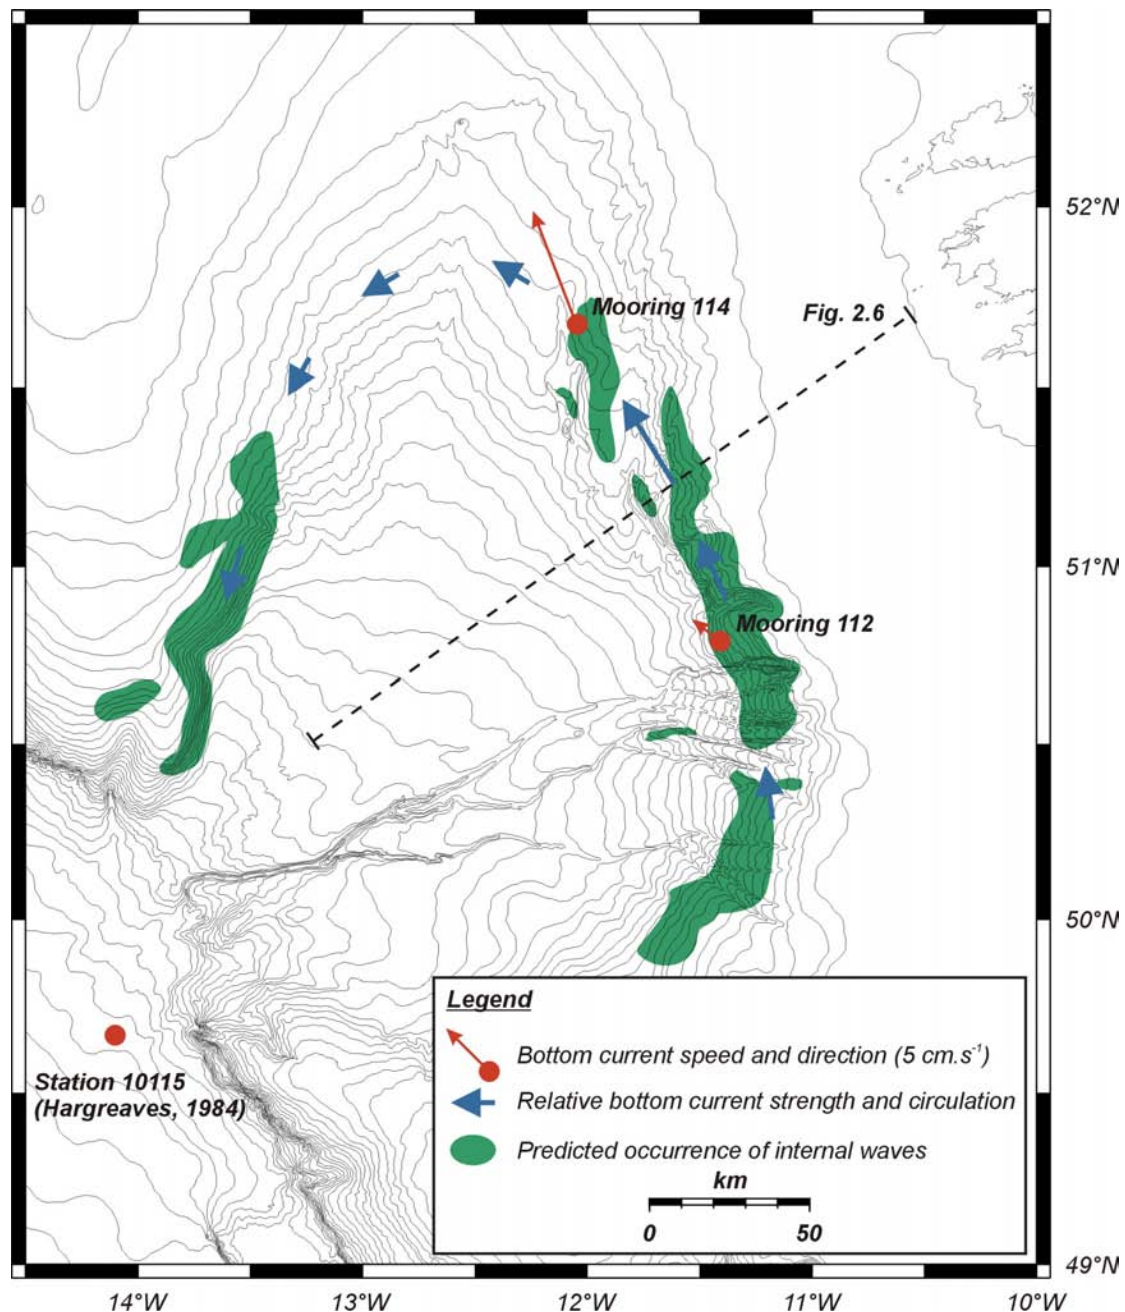 52°N
Mooring 114
Fig. 2.6
51°N
Mooring 112
50°N
Station 10115
(Hargreaves, 1984)
Legend
Bottom current speed and direction (5 cm.s⁻¹)
Relative bottom current strength and circulation
Predicted occurrence of internal waves
km
0 50
49°N
14°W 13°W 12°W 11°W